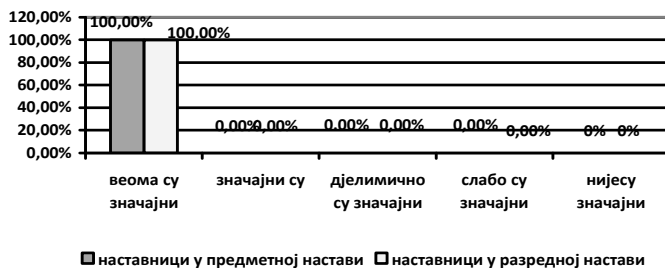 120,00%
100,00%
80,00%
60,00%
40,00%
20,00%
0,00%
100,00%
100,00%
0,00% 0,00% 0,00% 0,00% 0,00% 0,00% 0% 0%
веома су значајни
значајни су
дјелимично су значајни
слабо су значајни
нијесу значајни
наставници у предметној настави наставници у разредној настави